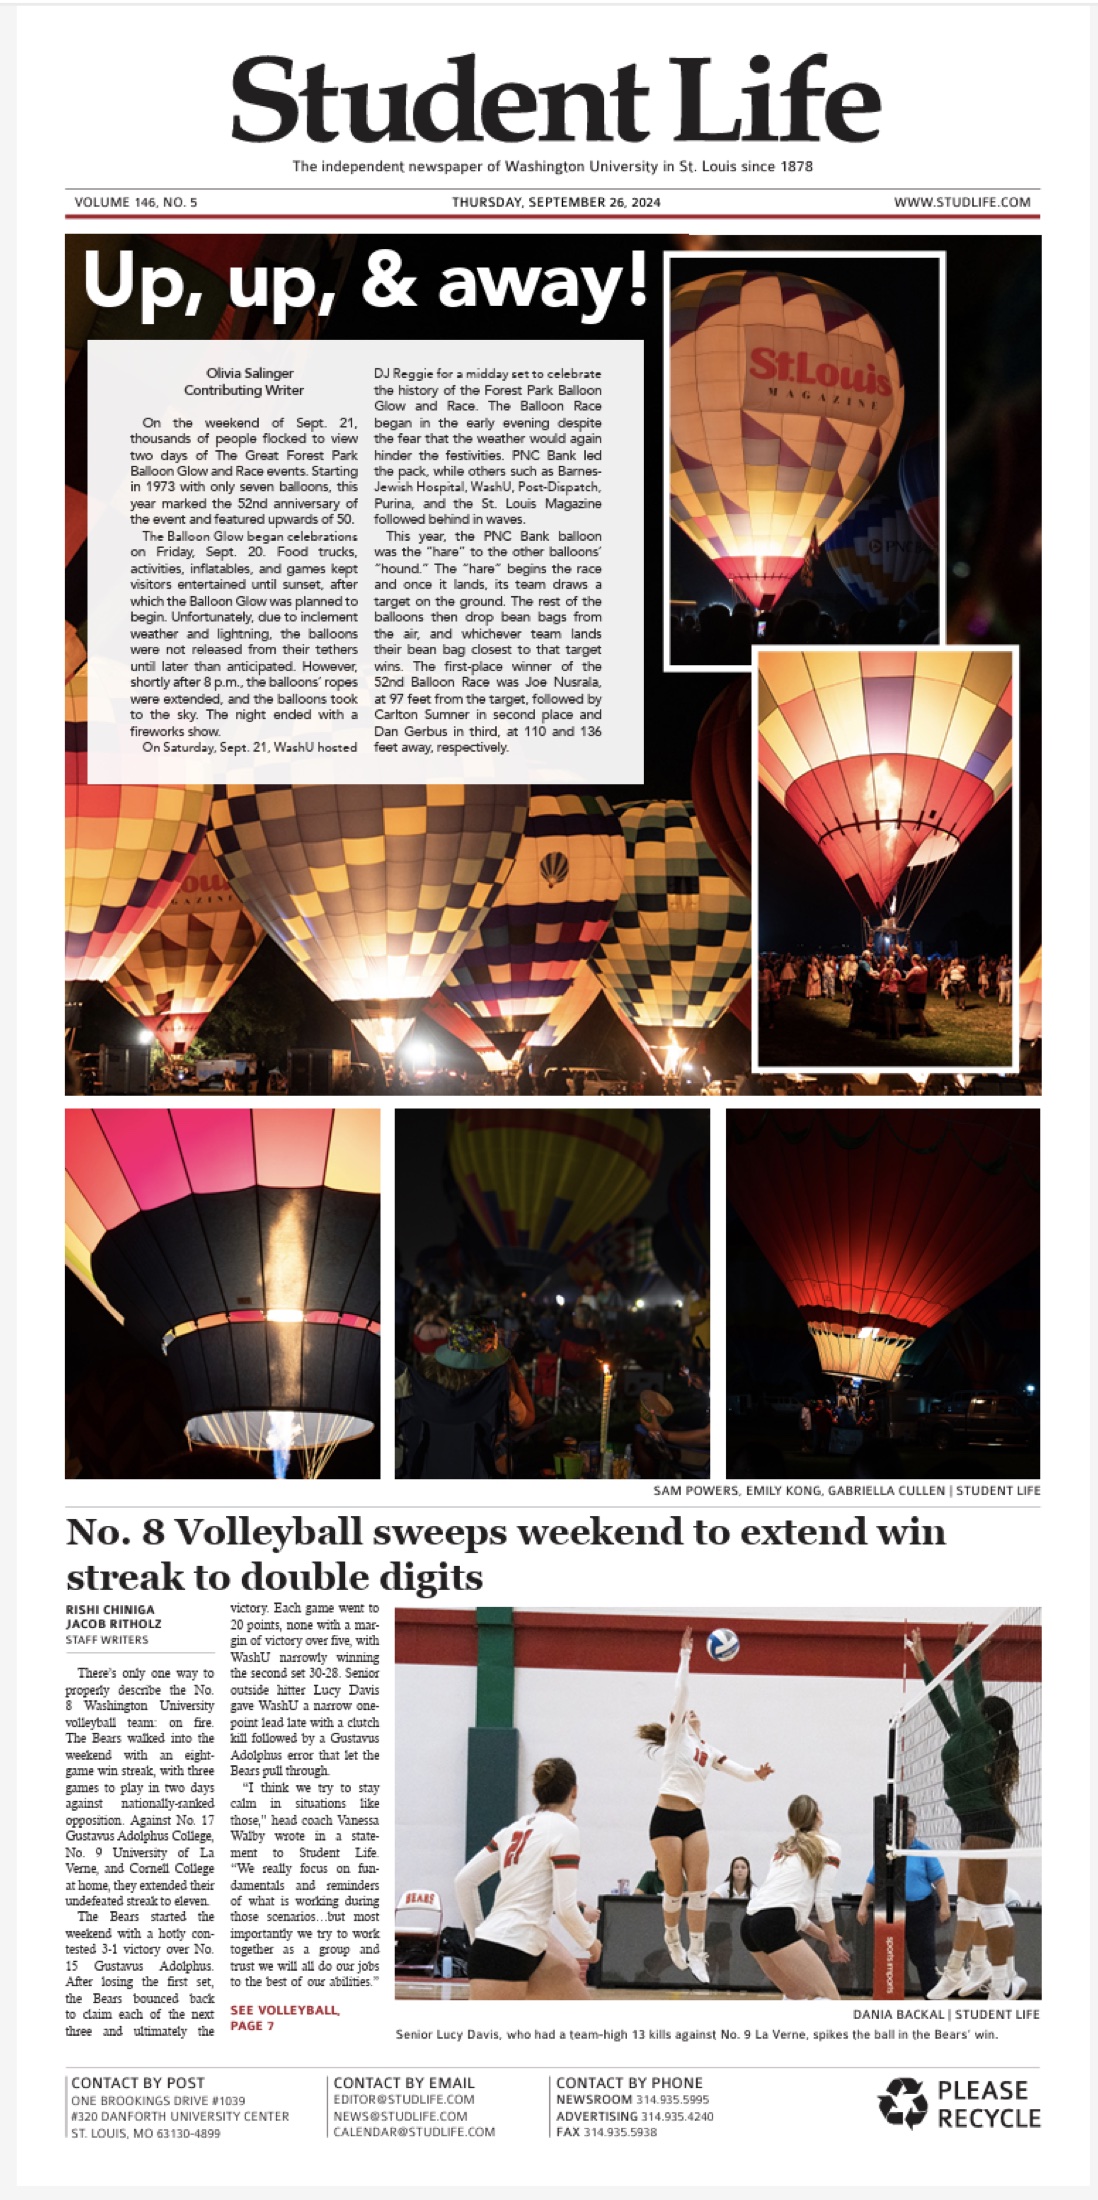 Student Life
The independent newspaper of Washington University in St. Louis since 1878
VOLUME 146, NO. 5
THURSDAY, SEPTEMBER 26, 2024
WWW.STUDLIFE.COM
Up, up, & away!
Olivia Salinger
Contributing Writer
On the weekend of Sept. 21,
thousands of people flocked to view
two days of The Great Forest Park
Balloon Glow and Race events. Starting
in 1973 with only seven balloons, this
year marked the 52nd anniversary of
the event and featured upwards of 50.
The Balloon Glow began celebrations
on Friday, Sept. 20. Food trucks,
activities, inflatables, and games kept
visitors entertained until sunset, after
which the Balloon Glow was planned to
begin. Unfortunately, due to inclement
weather and lightning, the balloons
were not released from their tethers
until later than anticipated. However,
shortly after 8 p.m., the balloons' ropes
were extended, and the balloons took
to the sky. The night ended with a
fireworks show.
On Saturday, Sept. 21, WashU hosted
DJ Reggie for a midday set to celebrate
the history of the Forest Park Balloon
Glow and Race. The Balloon Race
began in the early evening despite
the fear that the weather would again
hinder the festivities. PNC Bank led
the pack, while others such as Barnes-
Jewish Hospital, WashU, Post-Dispatch,
Purina, and the St. Louis Magazine
followed behind in waves.
This year, the PNC Bank balloon
was the "hare" to the other balloons'
"hound." The "hare" begins the race
and once it lands, its team draws a
target on the ground. The rest of the
balloons then drop bean bags from
the air, and whichever team lands
their bean bag closest to that target
wins. The first-place winner of the
52nd Balloon Race was Joe Nusrala,
at 97 feet from the target, followed by
Carlton Sumner in second place and
Dan Gerbus in third, at 110 and 136
feet away, respectively.
St.Louis
MAGAZINE
PNC
SAM POWERS, EMILY KONG, GABRIELLA CULLEN | STUDENT LIFE
No. 8 Volleyball sweeps weekend to extend win
streak to double digits
RISHI CHINIGA
JACOB RITHOLZ
STAFF WRITERS
There's only one way to
properly describe the No.
8 Washington University
volleyball team: on fire.
The Bears walked into the
weekend with an eight-
game win streak, with three
games to play in two days
against nationally-ranked
opposition. Against No. 17
Gustavus Adolphus College,
No. 9 University of La
Verne, and Cornell College
at home, they extended their
undefeated streak to eleven.
The Bears started the
weekend with a hotly con-
tested 3-1 victory over No.
15 Gustavus Adolphus.
After losing the first set,
the Bears bounced back
to claim each of the next
three and ultimately the
victory. Each game went to
20 points, none with a mar-
gin of victory over five, with
WashU narrowly winning
the second set 30-28. Senior
outside hitter Lucy Davis
gave WashU a narrow one-
point lead late with a clutch
kill followed by a Gustavus
Adolphus error that let the
Bears pull through.
"I think we try to stay
calm in situations like
those," head coach Vanessa
Walby wrote in a state-
ment to Student Life.
"We really focus on fun-
damentals and reminders
of what is working during
those scenarios…but most
importantly we try to work
together as a group and
trust we will all do our jobs
to the best of our abilities."
SEE VOLLEYBALL,
PAGE 7
21
18
BEARS
sportsimports
DANIA BACKAL | STUDENT LIFE
Senior Lucy Davis, who had a team-high 13 kills against No. 9 La Verne, spikes the ball in the Bears' win.
CONTACT BY POST
ONE BROOKINGS DRIVE #1039
#320 DANFORTH UNIVERSITY CENTER
ST. LOUIS, MO 63130-4899
CONTACT BY EMAIL
EDITOR@STUDLIFE.COM
NEWS@STUDLIFE.COM
CALENDAR@STUDLIFE.COM
CONTACT BY PHONE
NEWSROOM 314.935.5995
ADVERTISING 314.935.4240
FAX 314.935.5938
PLEASE
RECYCLE